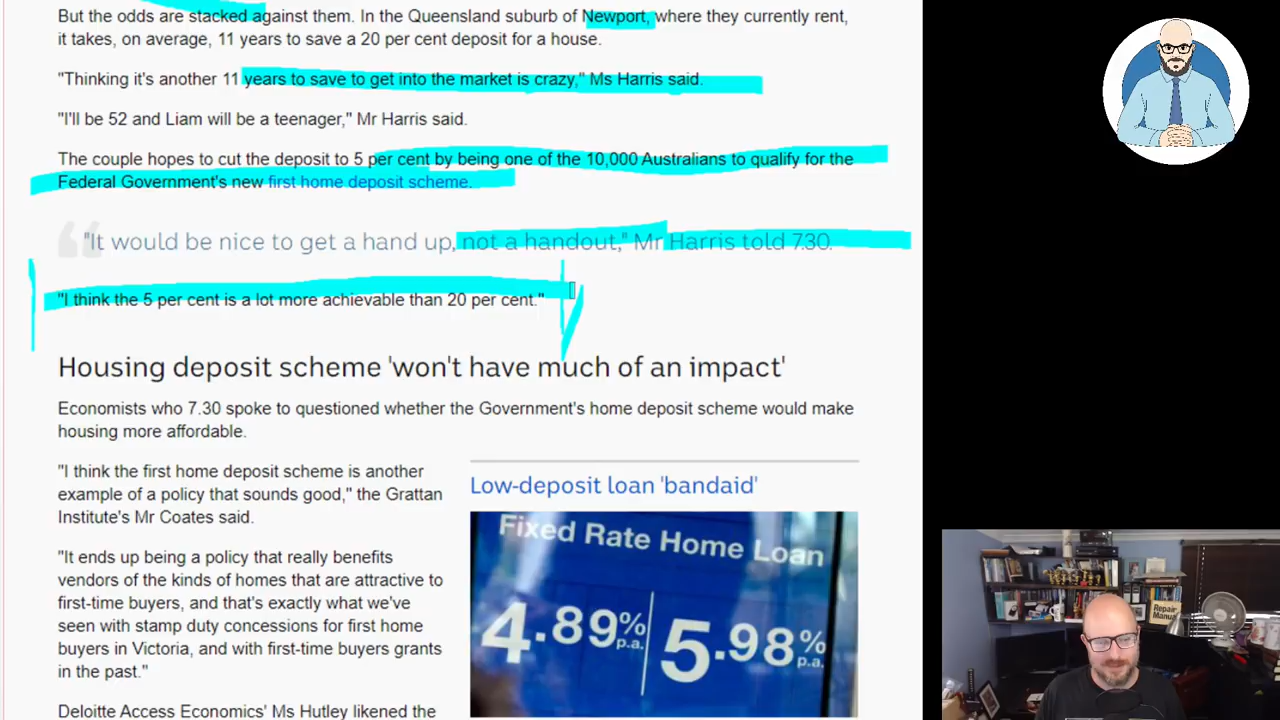 But the odds are stacked against them. In the Queensland suburb of Newport, where they currently rent,
it takes, on average, 11 years to save a 20 per cent deposit for a house.
"Thinking it's another 11 years to save to get into the market is crazy," Ms Harris said.
"I'll be 52 and Liam will be a teenager," Mr Harris said.
The couple hopes to cut the deposit to 5 per cent by being one of the 10,000 Australians to qualify for the
Federal Government's new first home deposit scheme.
"It would be nice to get a hand up, not a handout," Mr Harris told 7.30.
"I think the 5 per cent is a lot more achievable than 20 per cent."
Housing deposit scheme 'won't have much of an impact'
Economists who 7.30 spoke to questioned whether the Government's home deposit scheme would make
housing more affordable.
"I think the first home deposit scheme is another
example of a policy that sounds good," the Grattan
Institute's Mr Coates said.
"It ends up being a policy that really benefits
vendors of the kinds of homes that are attractive to
first-time buyers, and that's exactly what we've
seen with stamp duty concessions for first home
buyers in Victoria, and with first-time buyers grants
in the past."
Deloitte Access Economics' Ms Hutley likened the
Low-deposit loan 'bandaid'
Fixed Rate Home Loan
4.89% p.a. 5.98% p.a.
Repair
Manual